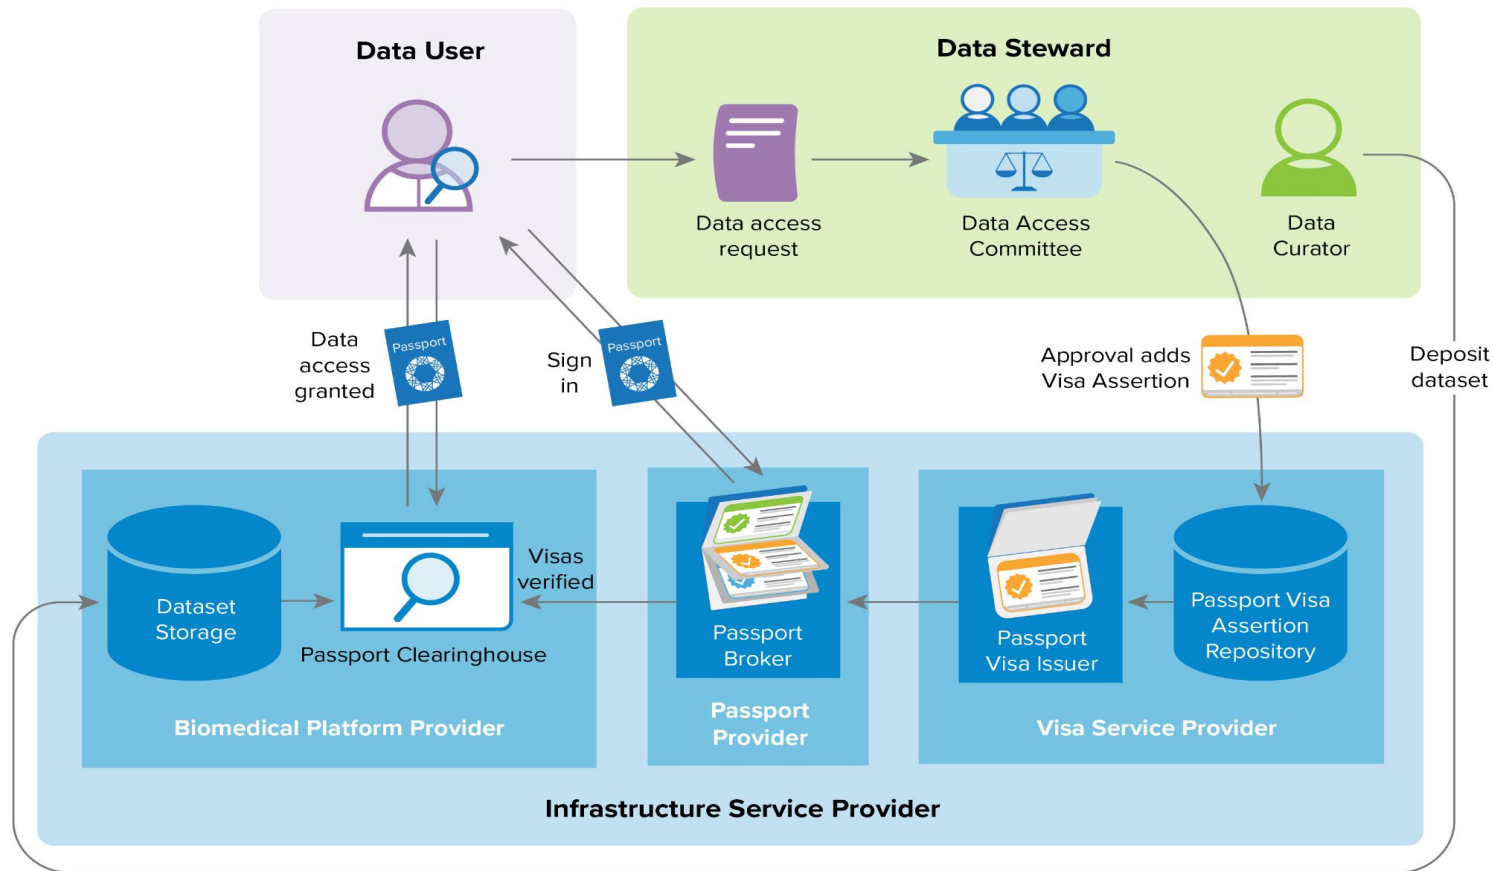 Data User
Data Steward
Data access
request
Data Access
Committee
Data
Curator
Data
access
granted
Passport
Sign
in
Passport
Approval adds
Visa Assertion
Deposit
dataset
Dataset
Storage
Visas
verified
Passport Clearinghouse
Biomedical Platform Provider
Passport
Broker
Passport
Provider
Passport
Visa Issuer
Passport Visa
Assertion
Repository
Visa Service Provider
Infrastructure Service Provider